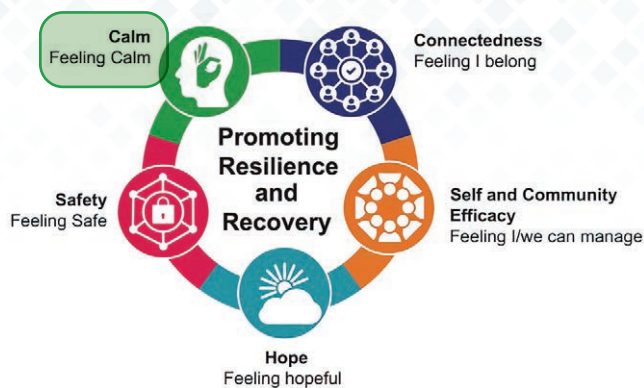 Calm
Feeling Calm
Connectedness
Feeling I belong
Promoting
Resilience
and
Recovery
Safety
Feeling Safe
Self and Community
Efficacy
Feeling I/we can manage
Hope
Feeling hopeful